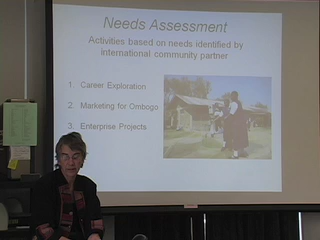 Needs Assessment
Activities based on needs identified by
international community partner
1. Career Exploration
2. Marketing for Ombogo
3. Enterprise Projects